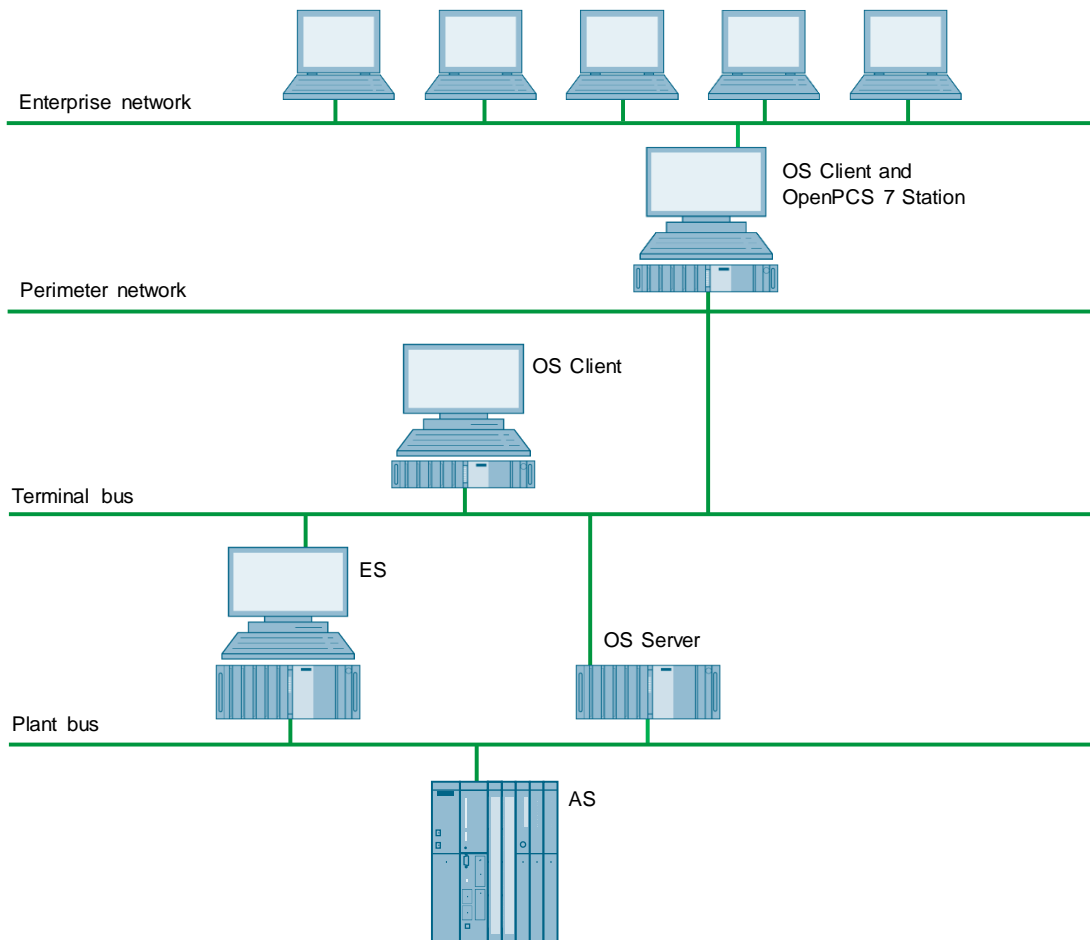 Enterprise network
OS Client and
OpenPCS 7 Station
Perimeter network
OS Client
Terminal bus
ES
OS Server
Plant bus
AS